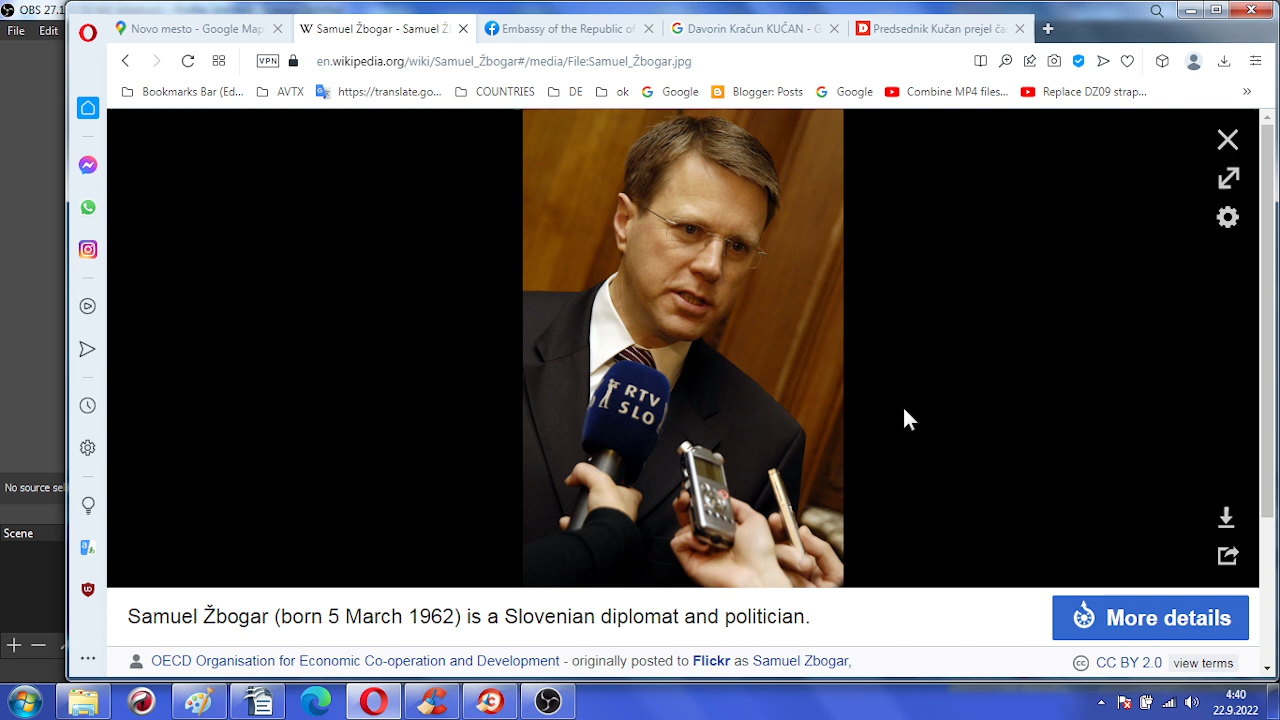 OBS 27.1
File Edit
Novo mesto - Google Map
Samuel Žbogar - Samuel Ž
Embassy of the Republic of
Davorin Kračun KUČAN - G
Predsednik Kučan prejel ča
VPN
en.wikipedia.org/wiki/Samuel_Žbogar#/media/File:Samuel_Žbogar.jpg
Bookmarks Bar (Ed...
AVTX
https://translate.go...
COUNTRIES
DE
ok
Google
Blogger: Posts
Google
Combine MP4 files...
Replace DZ09 strap...
RTV
SLO
No source sel
Scene
Samuel Žbogar (born 5 March 1962) is a Slovenian diplomat and politician.
More details
OECD Organisation for Economic Co-operation and Development - originally posted to Flickr as Samuel Zbogar,
CC BY 2.0 view terms
4:40
22.9.2022